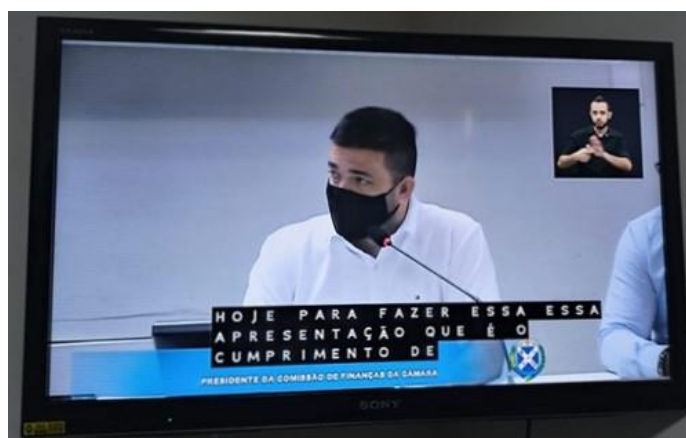 HOJE PARA FAZER ESSA ESSA
APRESENTAÇÃO QUE É O
CUMPRIMENTO DE
PRESIDENTE DA COMISSÃO DE FINANÇAS DA CÂMARA
SONY